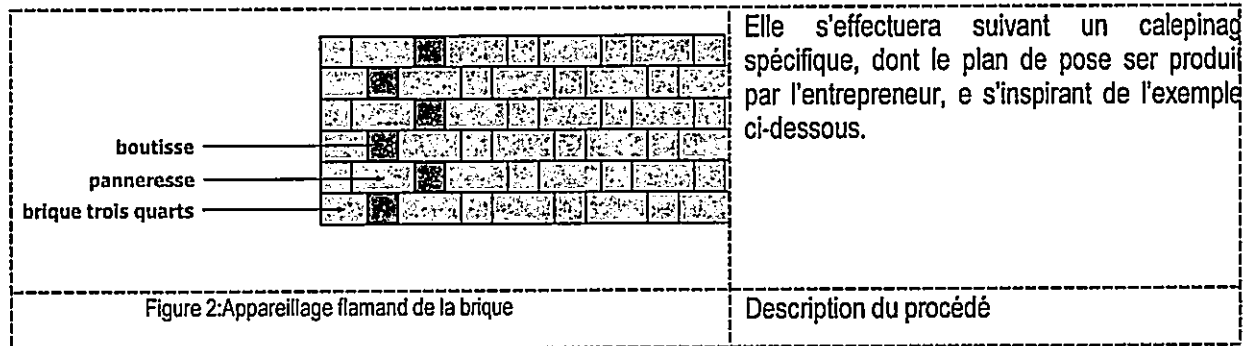 boutisse
panneresse
brique trois quarts
Figure 2:Appareillage flamand de la brique
Elle s'effectuera suivant un calepinag
spécifique, dont le plan de pose ser produit
par l'entrepreneur, e s'inspirant de l'exemple
ci-dessous.
Description du procédé